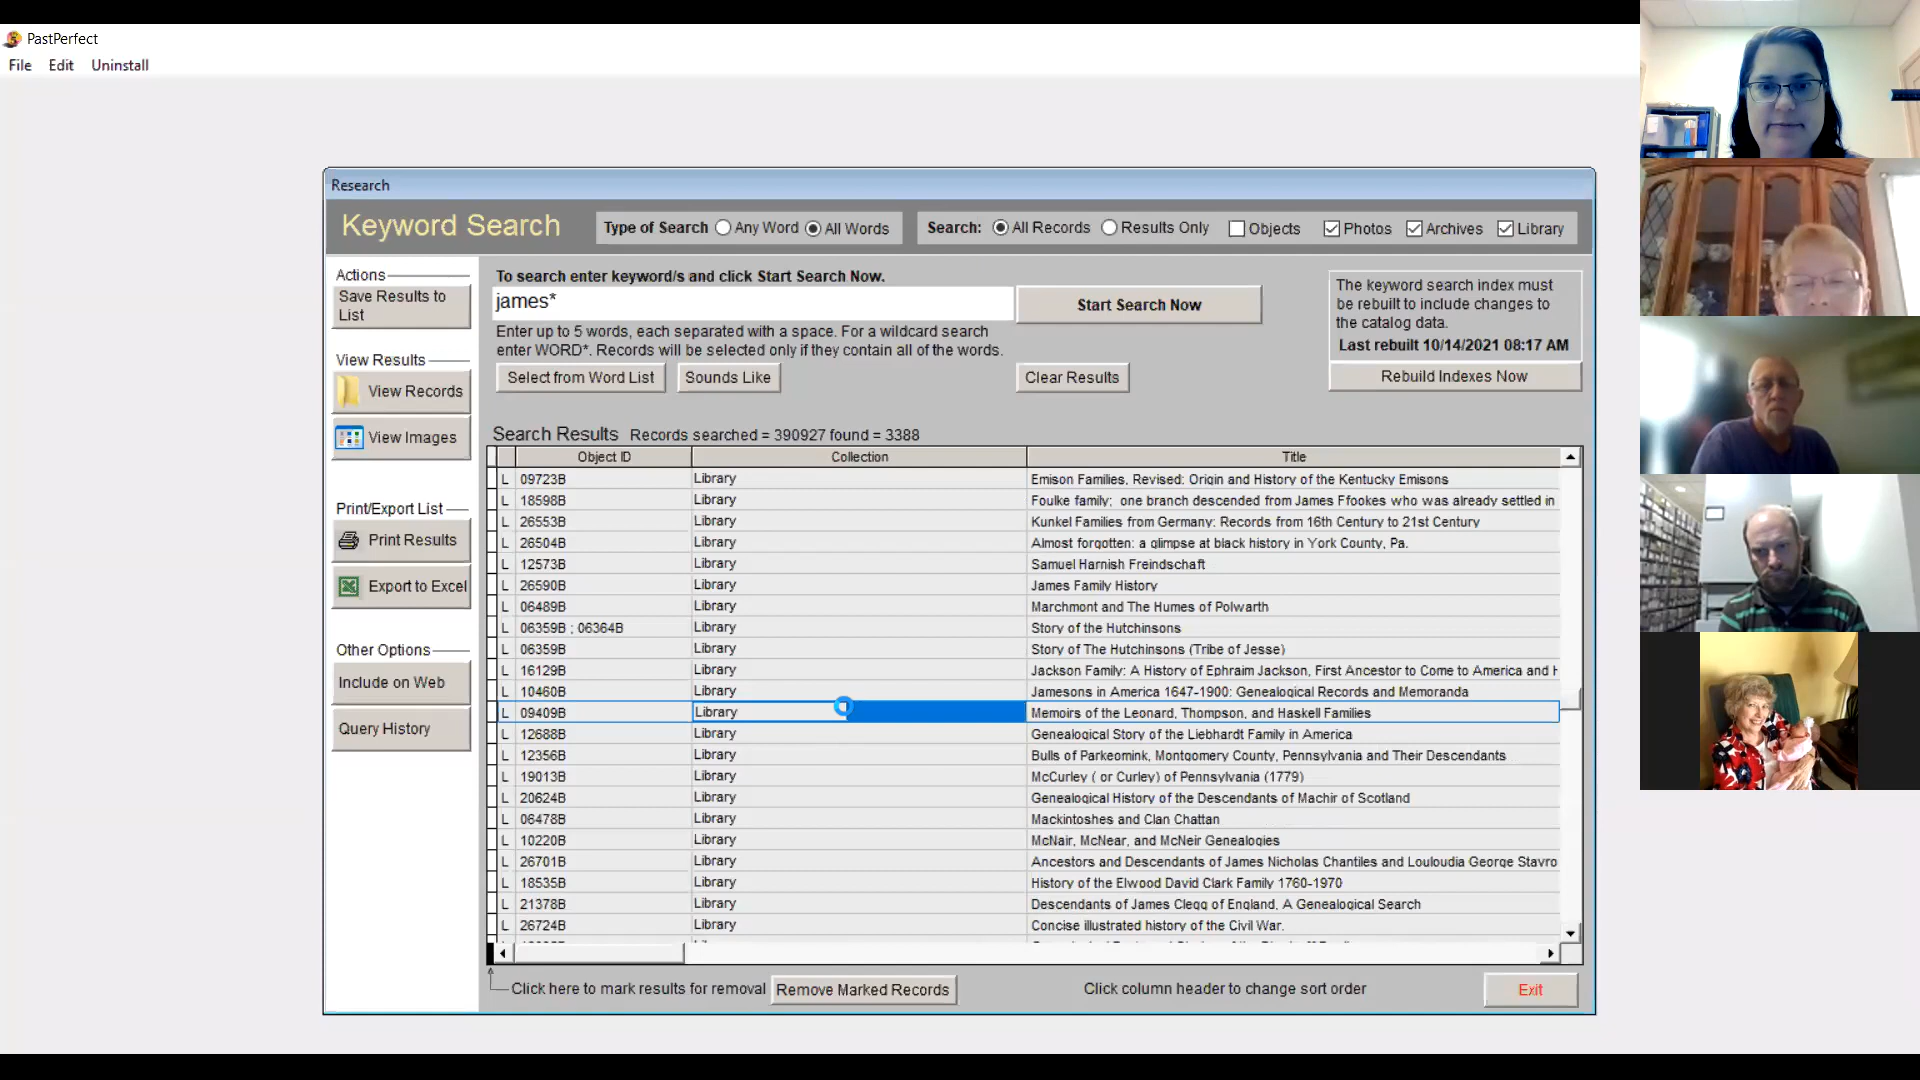 PastPerfect
File Edit Uninstall
Research
Keyword Search
Type of Search Any Word All Words
Search: All Records Results Only Objects Photos Archives Library
Actions
Save Results to
List
View Results
View Records
View Images
Print/Export List
Print Results
Export to Excel
Other Options
Include on Web
Query History
To search enter keyword/s and click Start Search Now.
james*
Start Search Now
Enter up to 5 words, each separated with a space. For a wildcard search
enter WORD*. Records will be selected only if they contain all of the words.
Select from Word List Sounds Like Clear Results
The keyword search index must
be rebuilt to include changes to
the catalog data.
Last rebuilt 10/14/2021 08:17 AM
Rebuild Indexes Now
Search Results Records searched = 390927 found = 3388
Object ID Collection Title
L 09723B Library Emison Families, Revised: Origin and History of the Kentucky Emisons
L 18598B Library Foulke family; one branch descended from James Ffookes who was already settled in
L 26553B Library Kunkel Families from Germany: Records from 16th Century to 21st Century
L 26504B Library Almost forgotten: a glimpse at black history in York County, Pa.
L 12573B Library Samuel Harnish Freindschaft
L 26590B Library James Family History
L 06489B Library Marchmont and The Humes of Polwarth
L 06359B ; 06364B Library Story of the Hutchinsons
L 06359B Library Story of The Hutchinsons (Tribe of Jesse)
L 16129B Library Jackson Family: A History of Ephraim Jackson, First Ancestor to Come to America and
L 10460B Library Jamesons in America 1647-1900: Genealogical Records and Memoranda
L 09409B Library Memoirs of the Leonard, Thompson, and Haskell Families
L 12688B Library Genealogical Story of the Liebhardt Family in America
L 12356B Library Bulls of Parkeomink, Montgomery County, Pennsylvania and Their Descendants
L 19013B Library McCurley ( or Curley) of Pennsylvania (1779)
L 20624B Library Genealogical History of the Descendants of Machir of Scotland
L 06478B Library Mackintoshes and Clan Chattan
L 10220B Library McNair, McNear, and McNeir Genealogies
L 26701B Library Ancestors and Descendants of James Nicholas Chantiles and Louloudia George Stavro
L 18535B Library History of the Elwood David Clark Family 1760-1970
L 21378B Library Descendants of James Clegg of England, A Genealogical Search
L 26724B Library Concise illustrated history of the Civil War.
Click here to mark results for removal Remove Marked Records Click column header to change sort order Exit